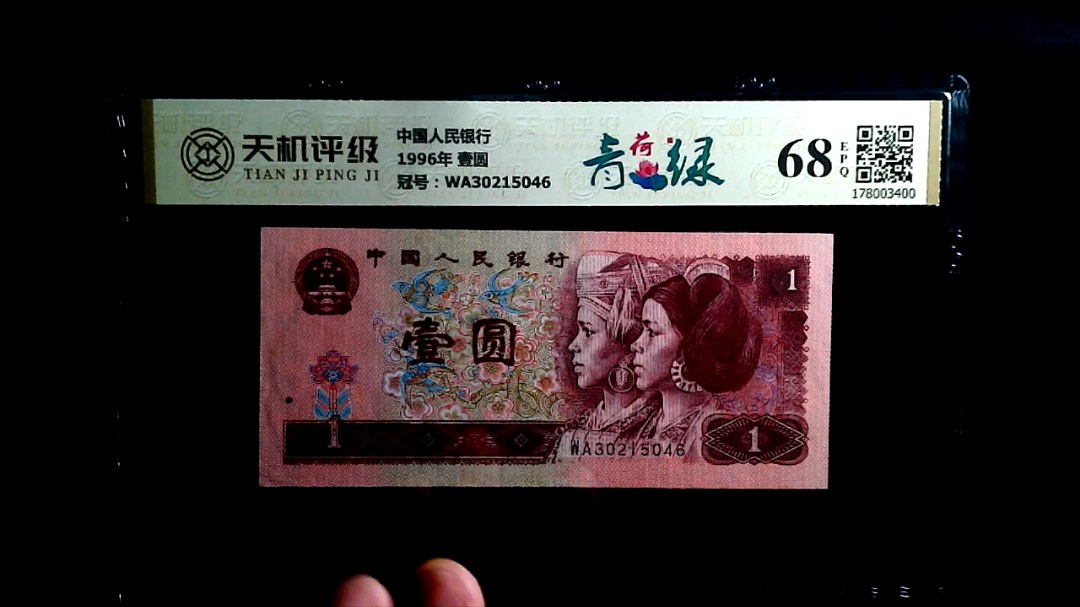 天机评级
TIAN JI PING JI
中国人民银行
1996年 壹圆
冠号：WA30215046
青荷绿
68
EPQ
178003400
中国人民银行
1
壹圆
1
WA30215046
1